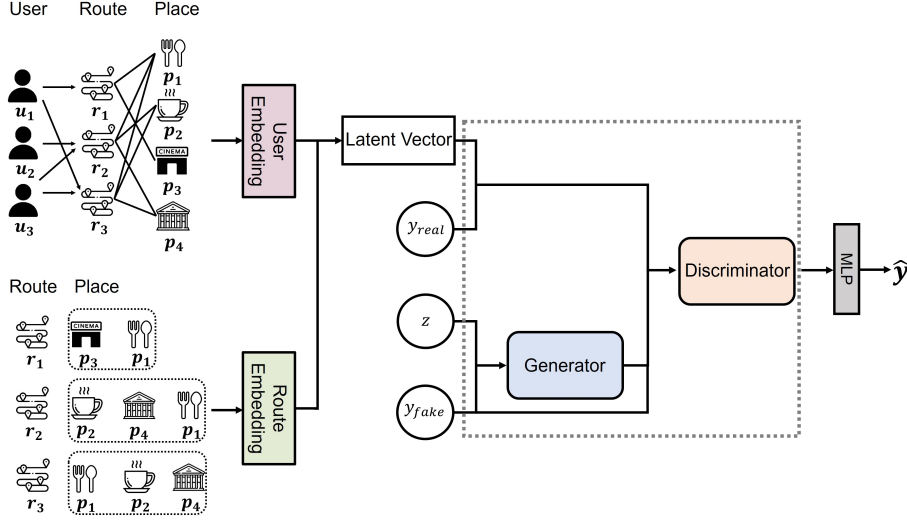 User Route Place
p₁
u₁
r₁
p₂
CINEMA
u₂
r₂
p₃
u₃
r₃
p₄
User Embedding
Latent Vector
y_real
z
y_fake
Generator
Discriminator
MLP
ŷ
Route Place
CINEMA
r₁ p₃ p₁
r₂ p₂ p₄ p₁
r₃ p₁ p₂ p₄
Route Embedding